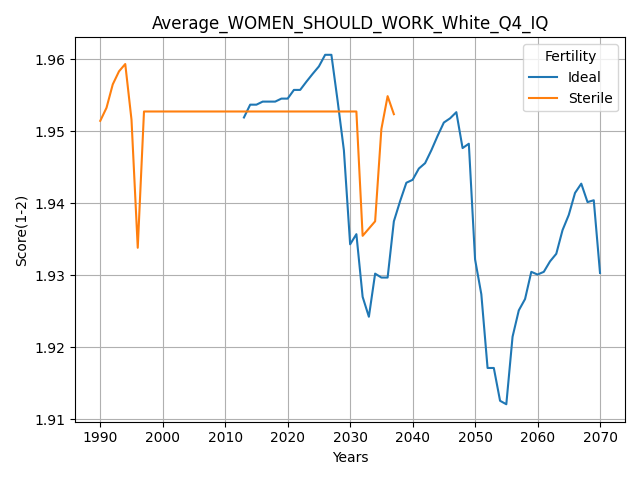 Average_WOMEN_SHOULD_WORK_White_Q4_IQ
Fertility
Ideal
Sterile
Score(1-2)
1.96
1.95
1.94
1.93
1.92
1.91
1990 2000 2010 2020 2030 2040 2050 2060 2070
Years